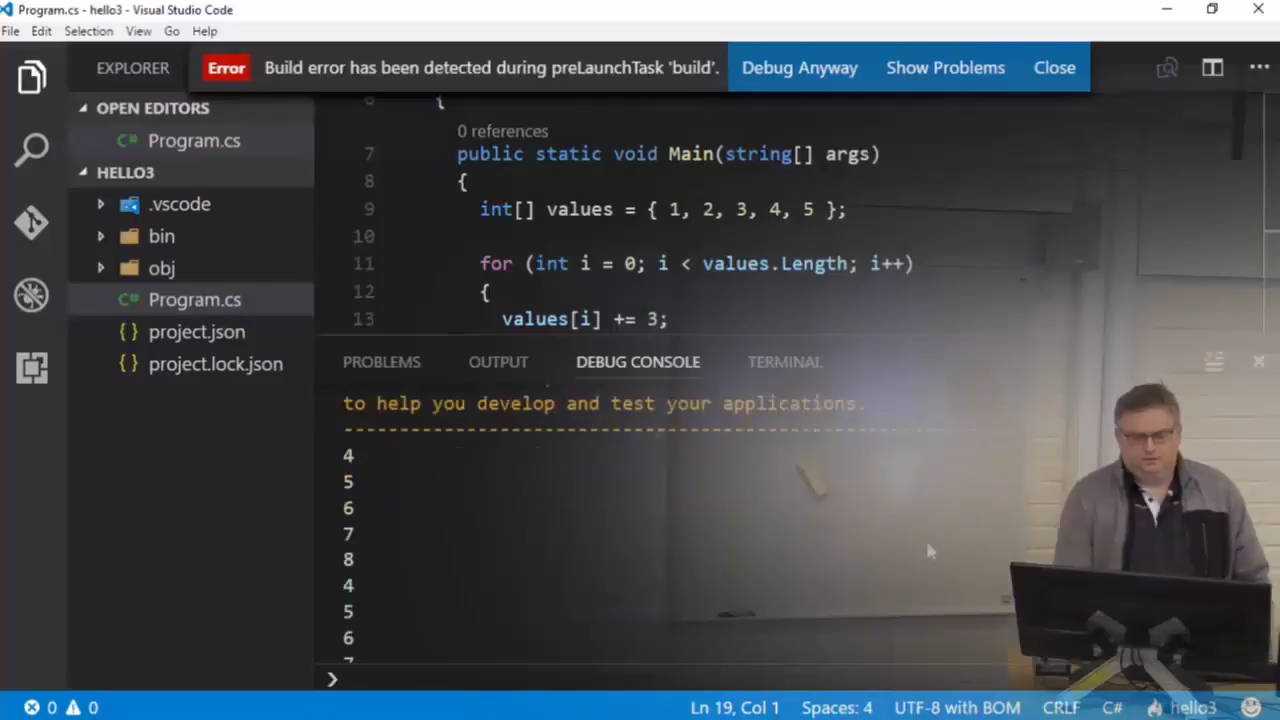 Program.cs - hello3 - Visual Studio Code
File Edit Selection View Go Help
EXPLORER
Error Build error has been detected during preLaunchTask 'build'. Debug Anyway Show Problems Close
OPEN EDITORS
C# Program.cs
HELLO3
.vscode
bin
obj
C# Program.cs
{} project.json
{} project.lock.json
6 {
0 references
7 public static void Main(string[] args)
8 {
9 int[] values = { 1, 2, 3, 4, 5 };
10
11 for (int i = 0; i < values.Length; i++)
12 {
13 values[i] += 3;
PROBLEMS OUTPUT DEBUG CONSOLE TERMINAL
to help you develop and test your applications.
4
5
6
7
8
4
5
6
7
0 0 Ln 19, Col 1 Spaces: 4 UTF-8 with BOM CRLF C# hello3